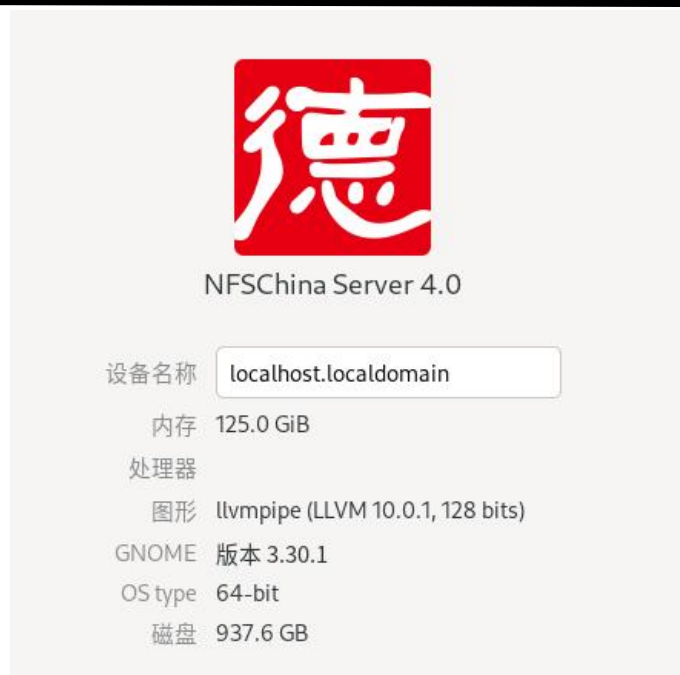 德
NFSChina Server 4.0
设备名称 localhost.localdomain
内存 125.0 GiB
处理器
图形 llvmpipe (LLVM 10.0.1, 128 bits)
GNOME 版本 3.30.1
OS type 64-bit
磁盘 937.6 GB